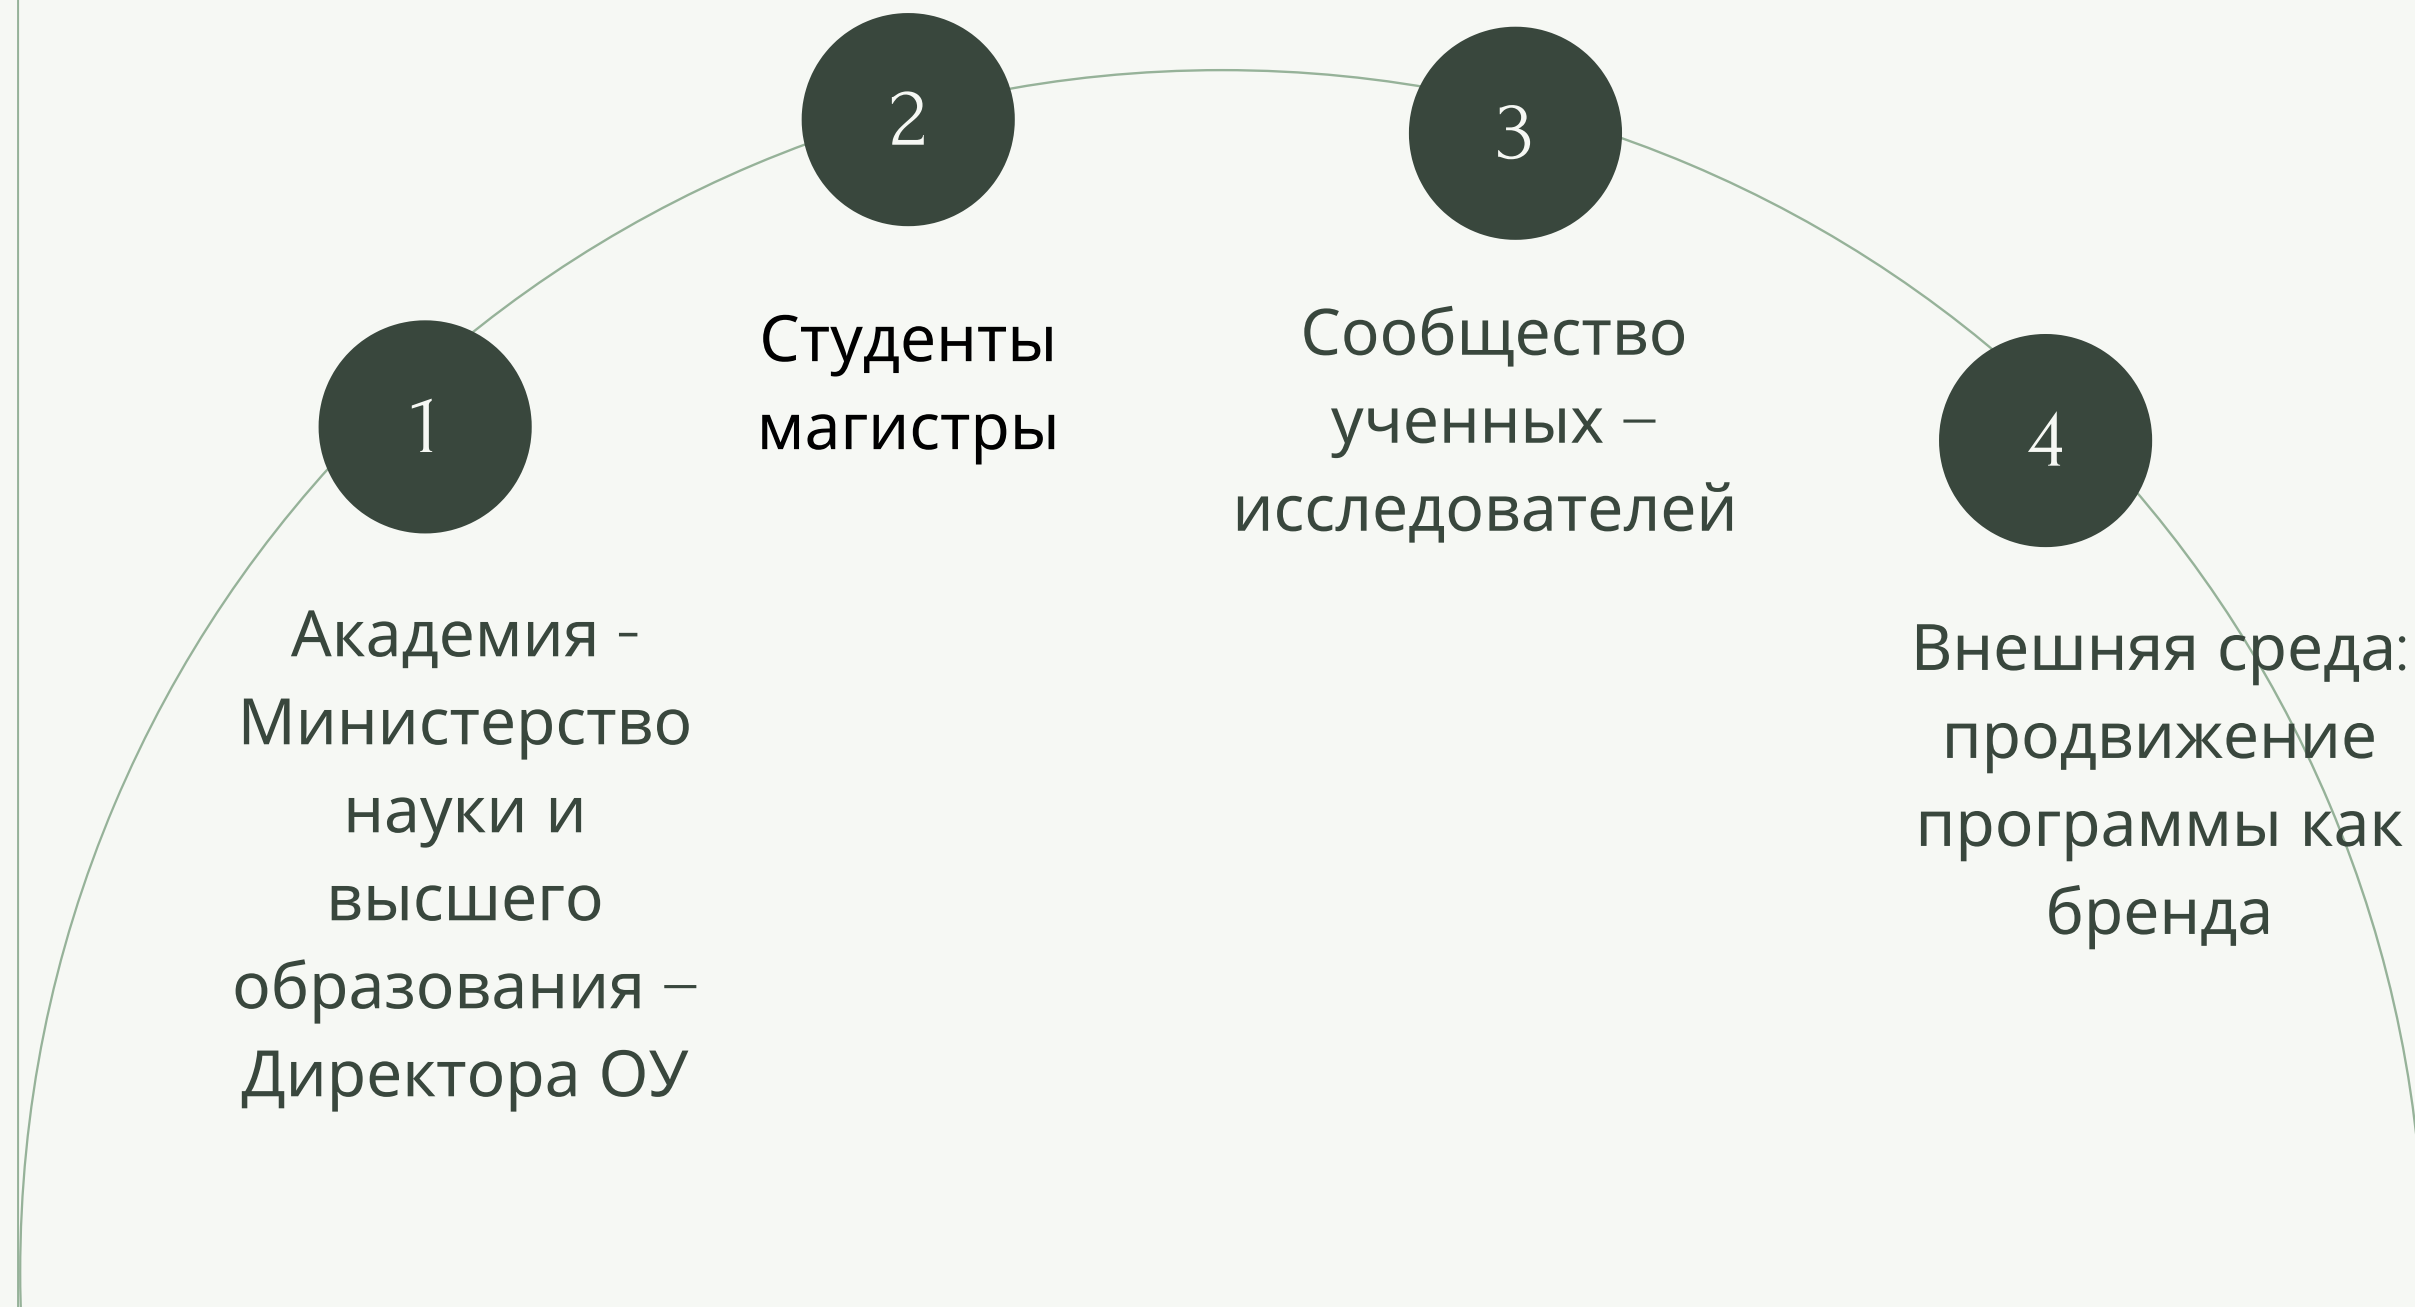 1
Академия -
Министерство
науки и
высшего
образования –
Директора ОУ
2
Студенты
магистры
3
Сообщество
ученных –
исследователей
4
Внешняя среда:
продвижение
программы как
бренда